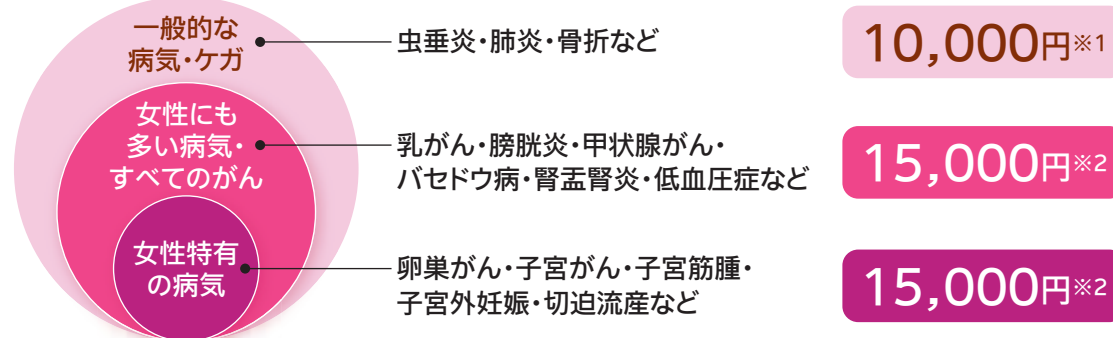 一般的な
病気・ケガ
虫垂炎・肺炎・骨折など
10,000円※1
女性にも
多い病気・
すべてのがん
乳がん・膀胱炎・甲状腺がん・
バセドウ病・腎盂腎炎・低血圧症など
15,000円※2
女性特有
の病気
卵巣がん・子宮がん・子宮筋腫・
子宮外妊娠・切迫流産など
15,000円※2